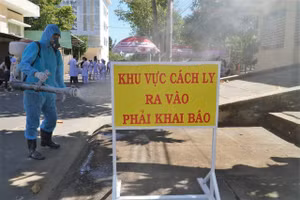 KHU VỰC CÁCH LY
RA VÀO
PHẢI KHAI BÁO